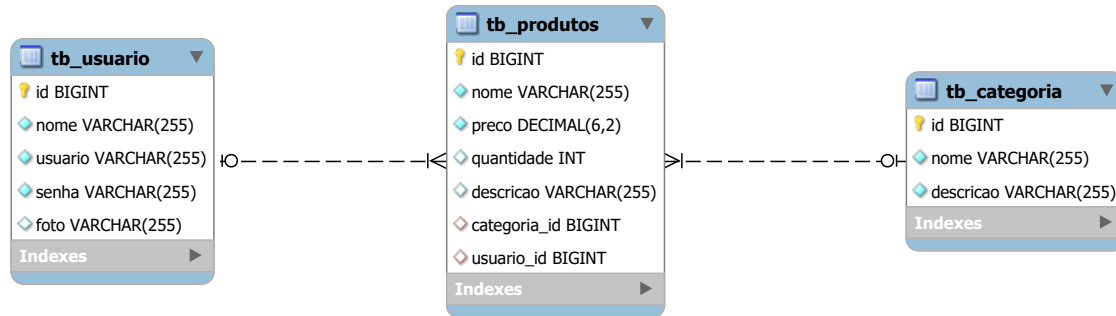 tb_usuario
id BIGINT
nome VARCHAR(255)
usuario VARCHAR(255)
senha VARCHAR(255)
foto VARCHAR(255)
Indexes
tb_produtos
id BIGINT
nome VARCHAR(255)
preco DECIMAL(6,2)
quantidade INT
descricao VARCHAR(255)
categoria_id BIGINT
usuario_id BIGINT
Indexes
tb_categoria
id BIGINT
nome VARCHAR(255)
descricao VARCHAR(255)
Indexes